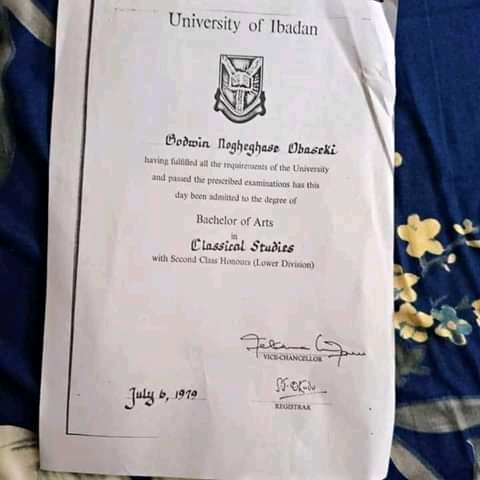 University of Ibadan
Godwin Nogheghase Obaseki
having fulfilled all the requirements of the University
and passed the prescribed examinations has this
day been admitted to the degree of
Bachelor of Arts
in
Classical Studies
with Second Class Honours (Lower Division)
VICE-CHANCELLOR
July 6, 1979
REGISTRAR